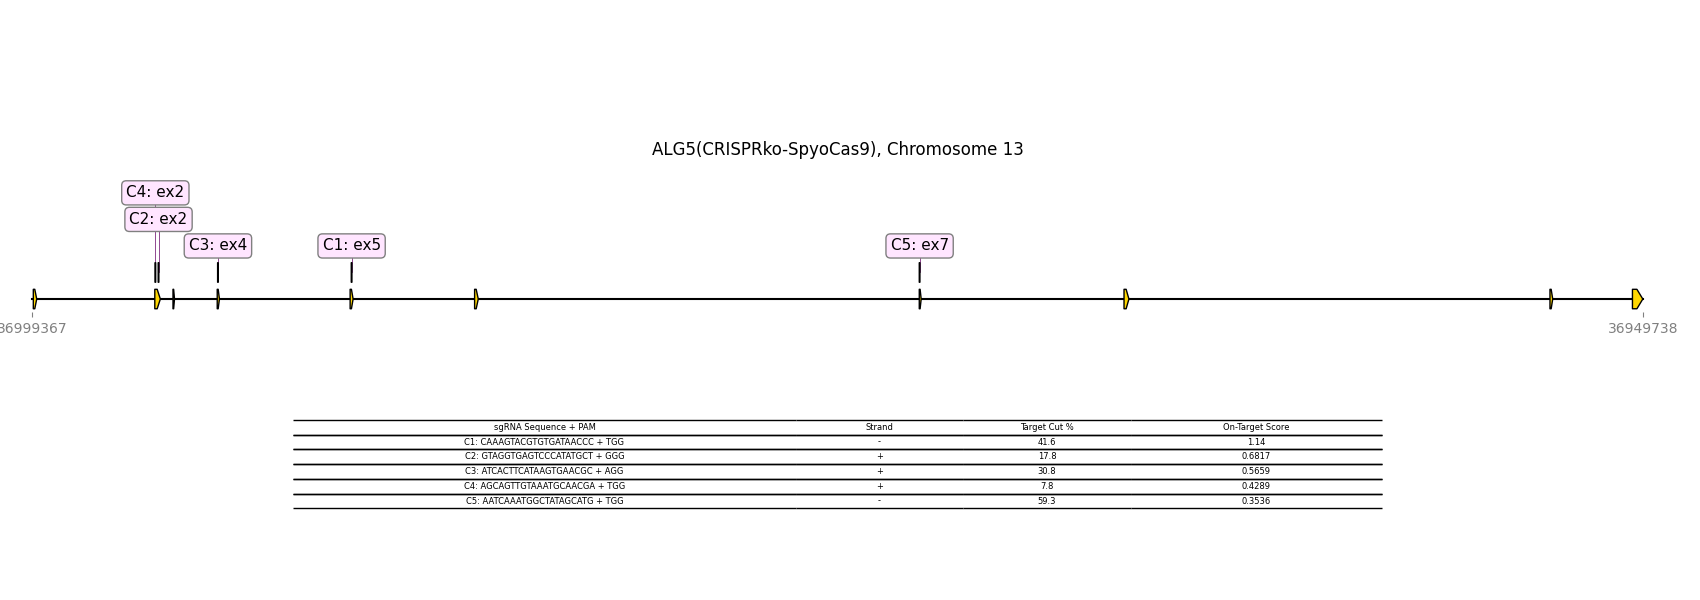 ALG5(CRISPRko-SpyoCas9), Chromosome 13
C4: ex2
C2: ex2
C3: ex4 C1: ex5 C5: ex7
36999367 36949738
sgRNA Sequence + PAM Strand Target Cut % On-Target Score
C1: CAAAGTACGTGTGATAACCC + TGG - 41.6 1.14
C2: GTAGGTGAGTCCCATATGCT + GGG + 17.8 0.6817
C3: ATCACTTCATAAGTGAACGC + AGG + 30.8 0.5659
C4: AGCAGTTGTAAATGCAACGA + TGG + 7.8 0.4289
C5: AATCAAATGGCTATAGCATG + TGG - 59.3 0.3536